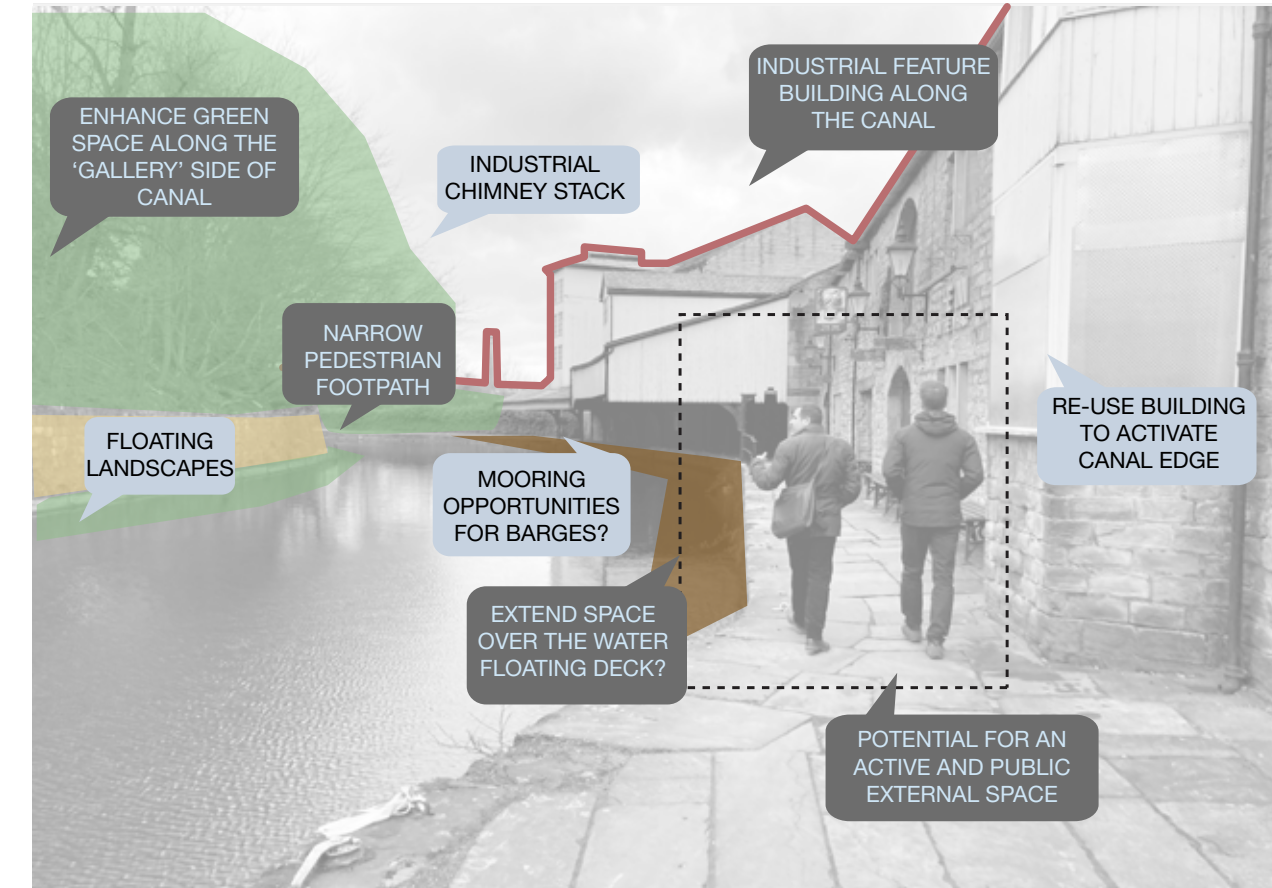 ENHANCE GREEN
SPACE ALONG THE
‘GALLERY’ SIDE OF
CANAL
INDUSTRIAL
CHIMNEY STACK
INDUSTRIAL FEATURE
BUILDING ALONG
THE CANAL
NARROW
PEDESTRIAN
FOOTPATH
FLOATING
LANDSCAPES
MOORING
OPPORTUNITIES
FOR BARGES?
RE-USE BUILDING
TO ACTIVATE
CANAL EDGE
EXTEND SPACE
OVER THE WATER
FLOATING DECK?
POTENTIAL FOR AN
ACTIVE AND PUBLIC
EXTERNAL SPACE